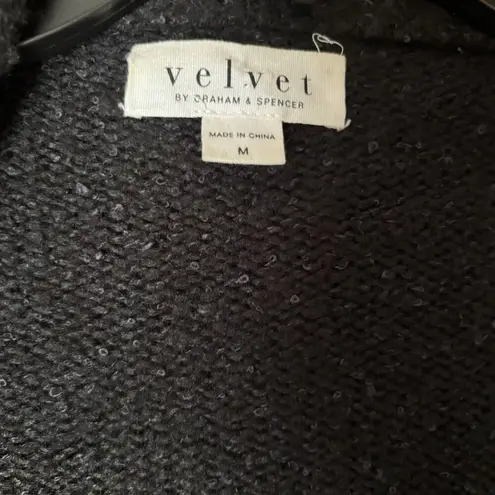 velvet
BY GRAHAM & SPENCER
MADE IN CHINA
M